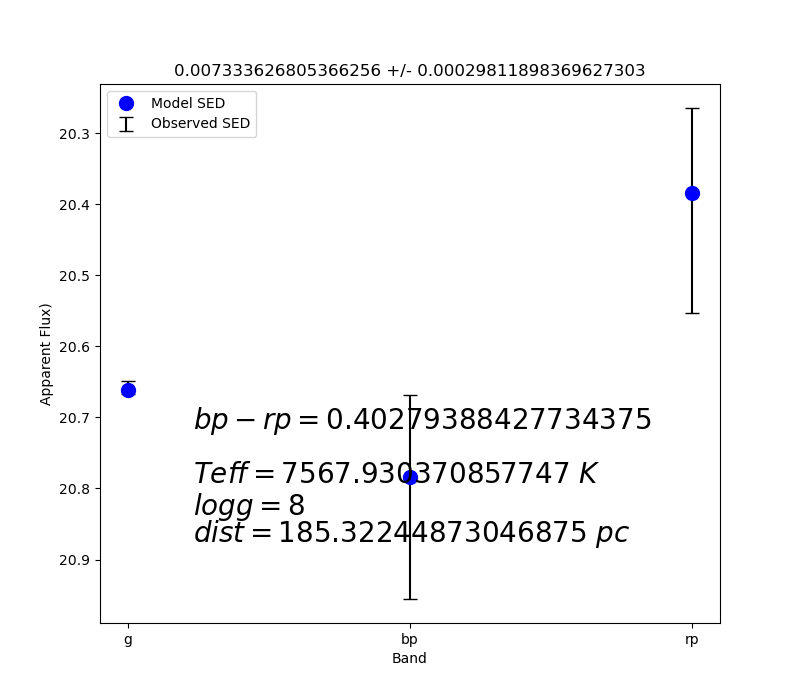 0.007333626805366256 +/- 0.00029811898369627303
Model SED
Observed SED
20.3
20.4
20.5
20.6
20.7
20.8
20.9
Apparent Flux)
bp − rp = 0.40279388427734375
Teff = 7567.930370857747 K
logg = 8
dist = 185.32244873046875 pc
g
bp
rp
Band